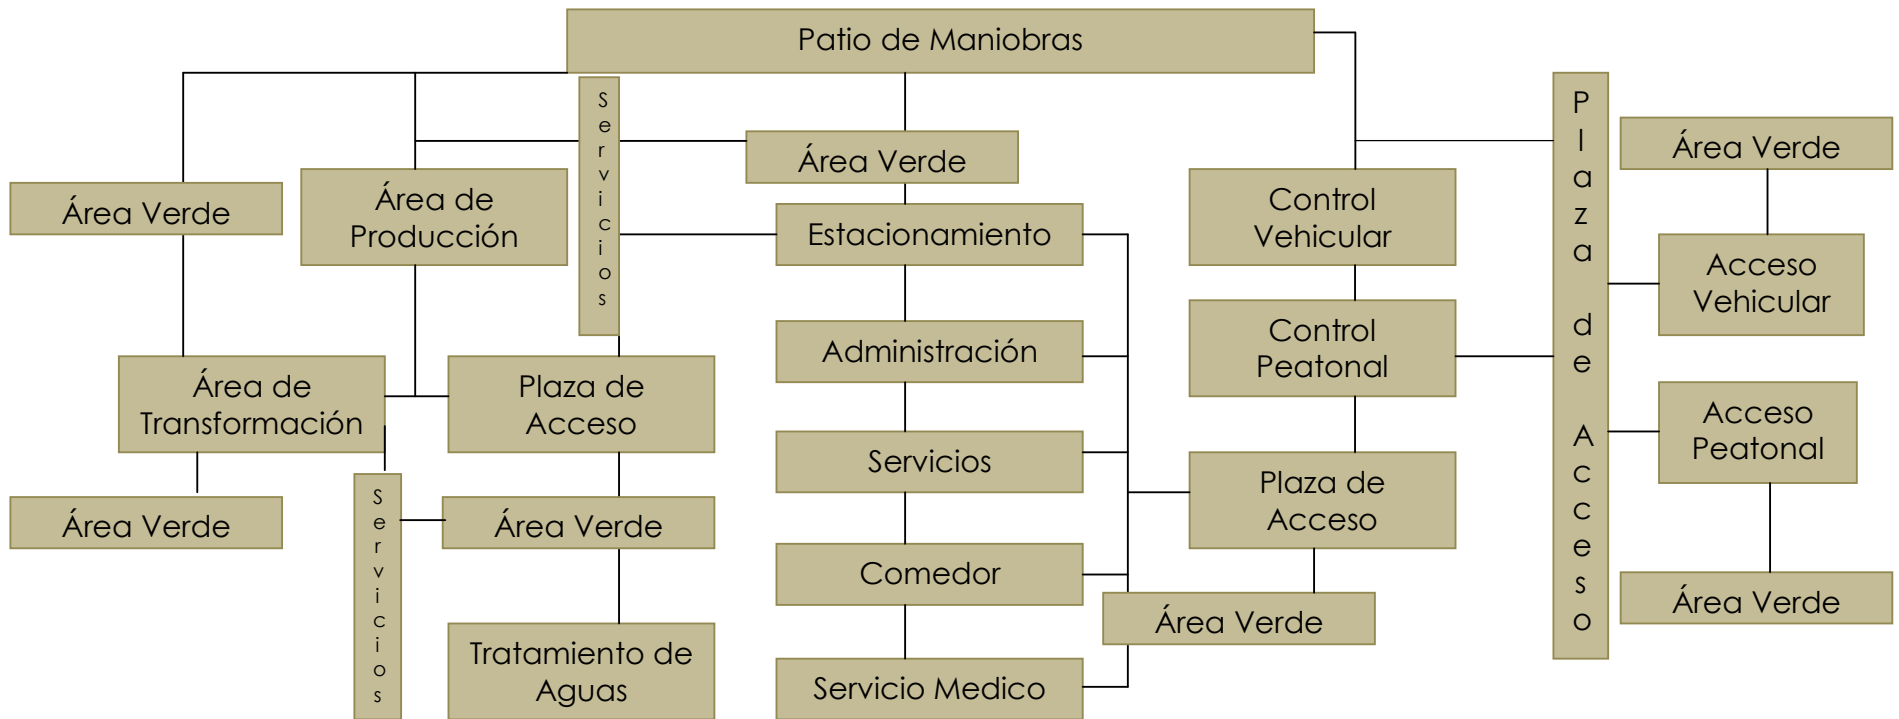 Patio de Maniobras
Servicios
Plaza de Acceso
Área Verde
Área Verde
Área Verde
Área de
Producción
Control
Vehicular
Estacionamiento
Acceso
Vehicular
Control
Peatonal
Administración
Área de
Transformación
Plaza de
Acceso
Acceso
Peatonal
Servicios
Plaza de
Acceso
Servicios
Área Verde
Área Verde
Comedor
Área Verde
Área Verde
Tratamiento de
Aguas
Servicio Medico